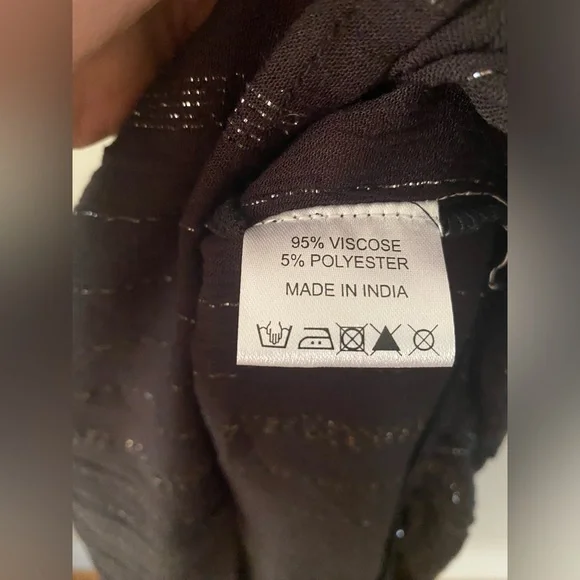 95% VISCOSE
5% POLYESTER
MADE IN INDIA